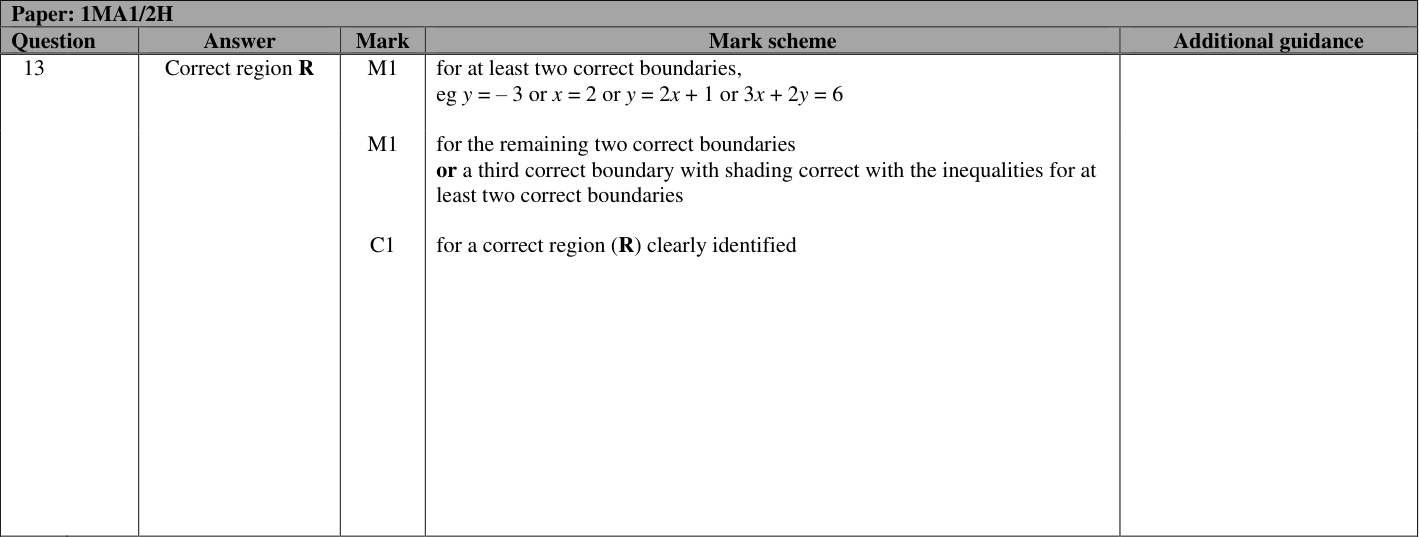 Paper: 1MA1/2H
Question Answer Mark Mark scheme Additional guidance
13 Correct region R M1 for at least two correct boundaries,
eg y = – 3 or x = 2 or y = 2x + 1 or 3x + 2y = 6
M1 for the remaining two correct boundaries
or a third correct boundary with shading correct with the inequalities for at
least two correct boundaries
C1 for a correct region (R) clearly identified